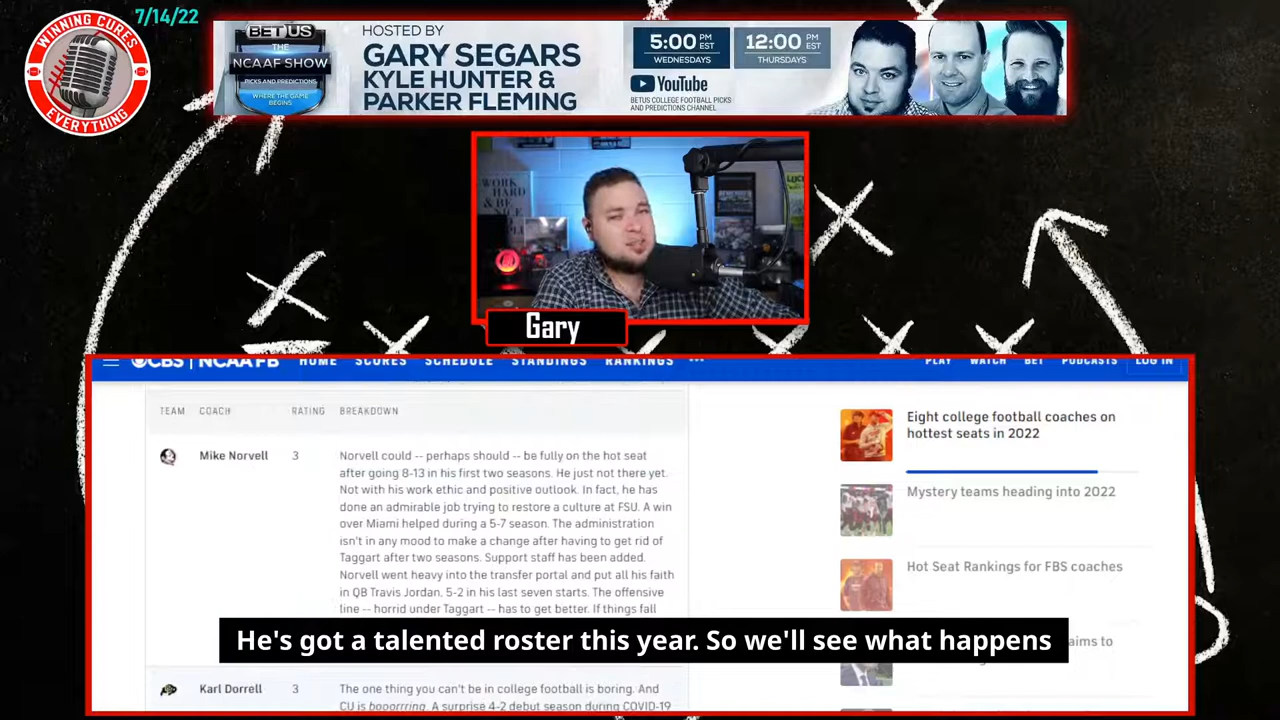 7/14/22
WINNING CURES
EVERYTHING
BETUS
THE
NCAAF SHOW
PICKS AND PREDICTIONS
WHERE THE GAME
BEGINS
HOSTED BY
GARY SEGARS
KYLE HUNTER &
PARKER FLEMING
5:00 PM EST
WEDNESDAYS
12:00 PM EST
THURSDAYS
YouTube
BETUS COLLEGE FOOTBALL PICKS
AND PREDICTIONS CHANNEL
WORK
HARD &
Gary
CBS | NCAA FB HOME SCORES SCHEDULE STANDINGS RANKINGS ••• PLAY WATCH BET PODCASTS LOG IN
TEAM COACH RATING BREAKDOWN
Mike Norvell 3 Norvell could -- perhaps should -- be fully on the hot seat
after going 8-13 in his first two seasons. He just not there yet.
Not with his work ethic and positive outlook. In fact, he has
done an admirable job trying to restore a culture at FSU. A win
over Miami helped during a 5-7 season. The administration
isn't in any mood to make a change after having to get rid of
Taggart after two seasons. Support staff has been added.
Norvell went heavy into the transfer portal and put all his faith
in QB Travis Jordan, 5-2 in his last seven starts. The offensive
line -- horrid under Taggart -- has to get better. If things fall
Karl Dorrell 3 The one thing you can't be in college football is boring. And
CU is booorrring. A surprise 4-2 debut season during COVID-19
Eight college football coaches on
hottest seats in 2022
Mystery teams heading into 2022
Hot Seat Rankings for FBS coaches
aims to
He's got a talented roster this year. So we'll see what happens